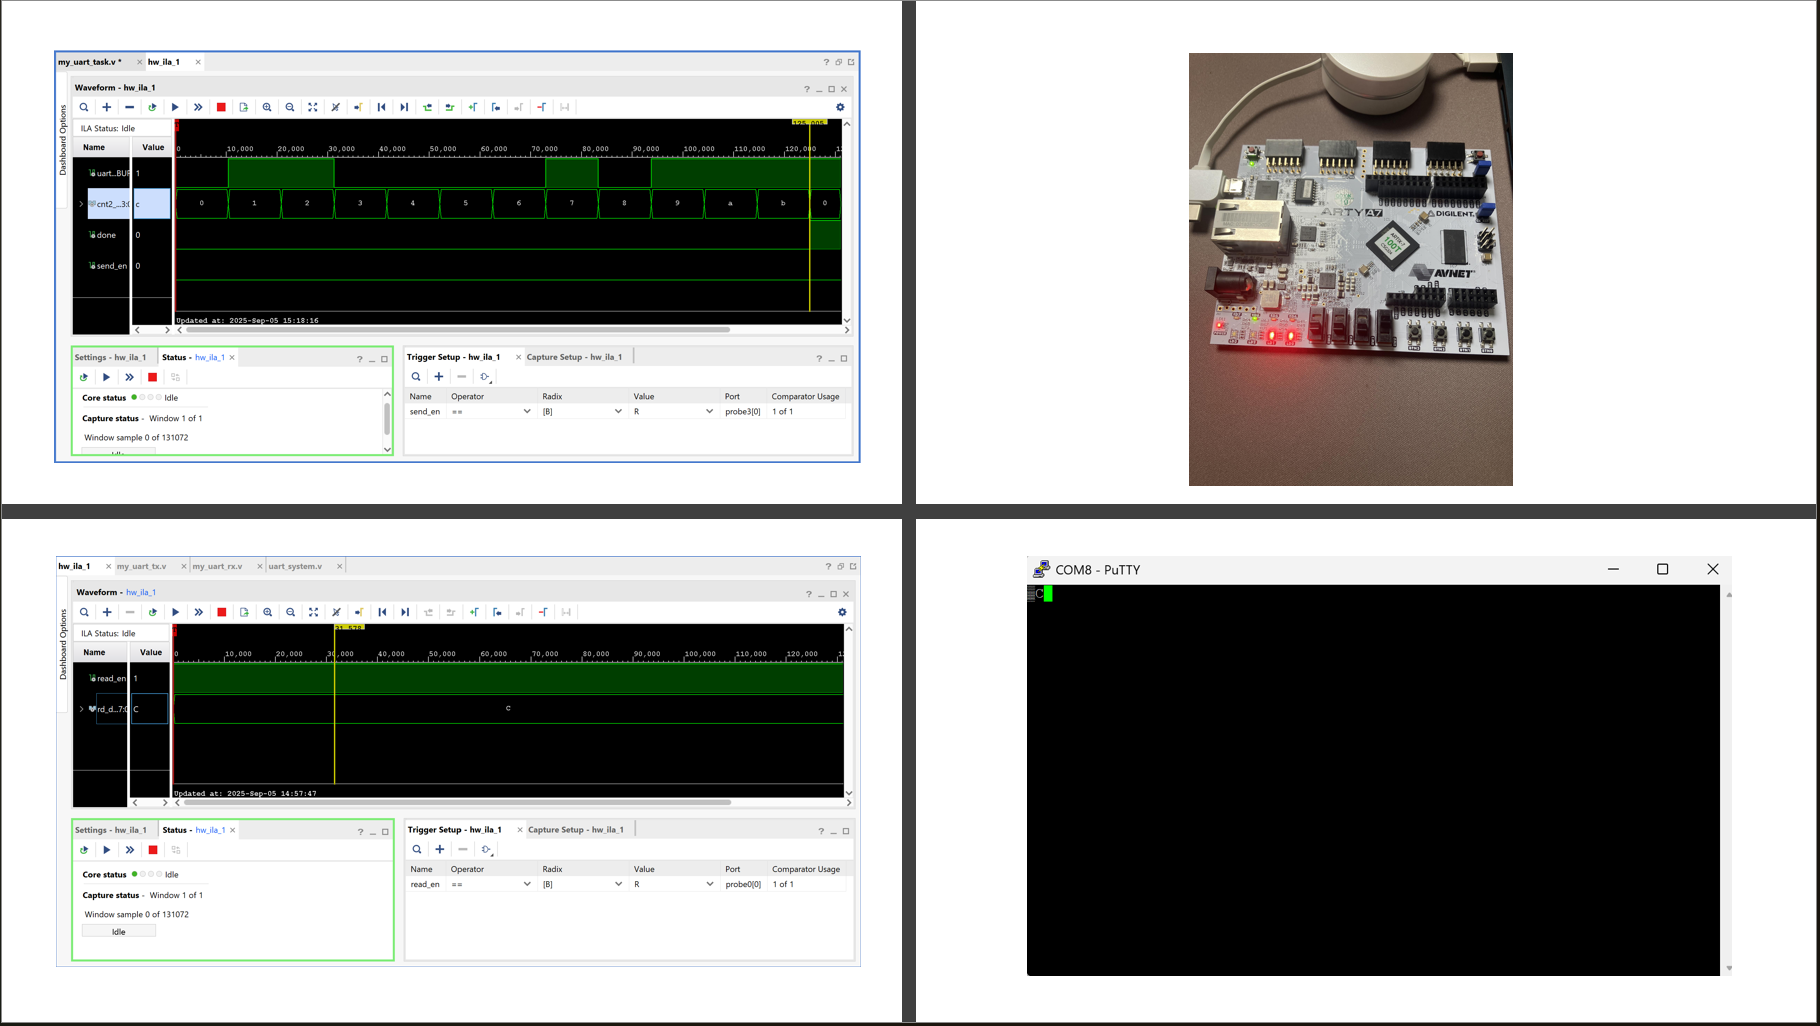 my_uart_task.v *
hw_ila_1
Dashboard Options
Waveform - hw_ila_1
ILA Status: Idle
125,005
Name Value
0 10,000 20,000 30,000 40,000 50,000 60,000 70,000 80,000 90,000 100,000 110,000 120,000
uart...BUF 1
cnt2_...3:0 c
0 1 2 3 4 5 6 7 8 9 a b 0
done 0
send_en 0
Updated at: 2025-Sep-05 15:18:16
Settings - hw_ila_1
Status - hw_ila_1
Core status Idle
Capture status - Window 1 of 1
Window sample 0 of 131072
Idle
Trigger Setup - hw_ila_1
Capture Setup - hw_ila_1
Name Operator Radix Value Port Comparator Usage
send_en == [B] R probe3[0] 1 of 1
ARTY A7
DIGILENT
ARTIX-7
100T
AVNET
hw_ila_1
my_uart_tx.v
my_uart_rx.v
uart_system.v
Dashboard Options
Waveform - hw_ila_1
ILA Status: Idle
31,578
Name Value
0 10,000 20,000 30,000 40,000 50,000 60,000 70,000 80,000 90,000 100,000 110,000 120,000
read_en 1
rd_d...7:0 C
C
Updated at: 2025-Sep-05 14:57:47
Settings - hw_ila_1
Status - hw_ila_1
Core status Idle
Capture status - Window 1 of 1
Window sample 0 of 131072
Idle
Trigger Setup - hw_ila_1
Capture Setup - hw_ila_1
Name Operator Radix Value Port Comparator Usage
read_en == [B] R probe0[0] 1 of 1
COM8 - PuTTY
C